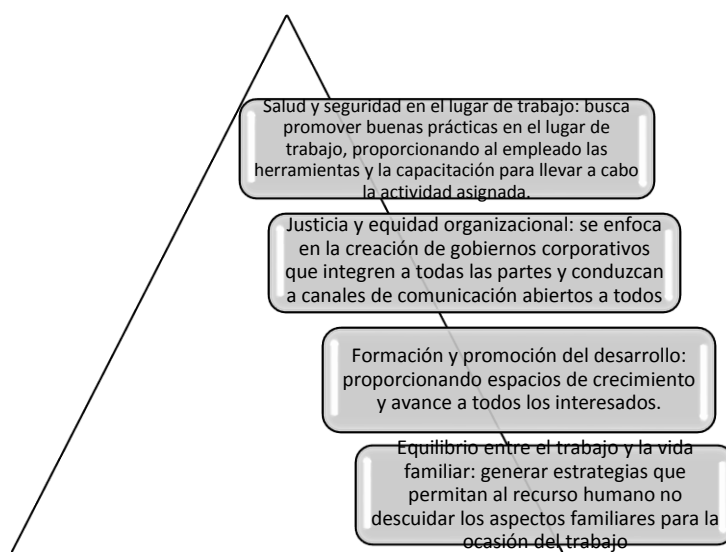 Salud y seguridad en el lugar de trabajo: busca
promover buenas prácticas en el lugar de
trabajo, proporcionando al empleado las
herramientas y la capacitación para llevar a cabo
la actividad asignada.
Justicia y equidad organizacional: se enfoca
en la creación de gobiernos corporativos
que integren a todas las partes y conduzcan
a canales de comunicación abiertos a todos
Formación y promoción del desarrollo:
proporcionando espacios de crecimiento
y avance a todos los interesados.
Equilibrio entre el trabajo y la vida
familiar: generar estrategias que
permitan al recurso humano no
descuidar los aspectos familiares para la
ocasión del trabajo